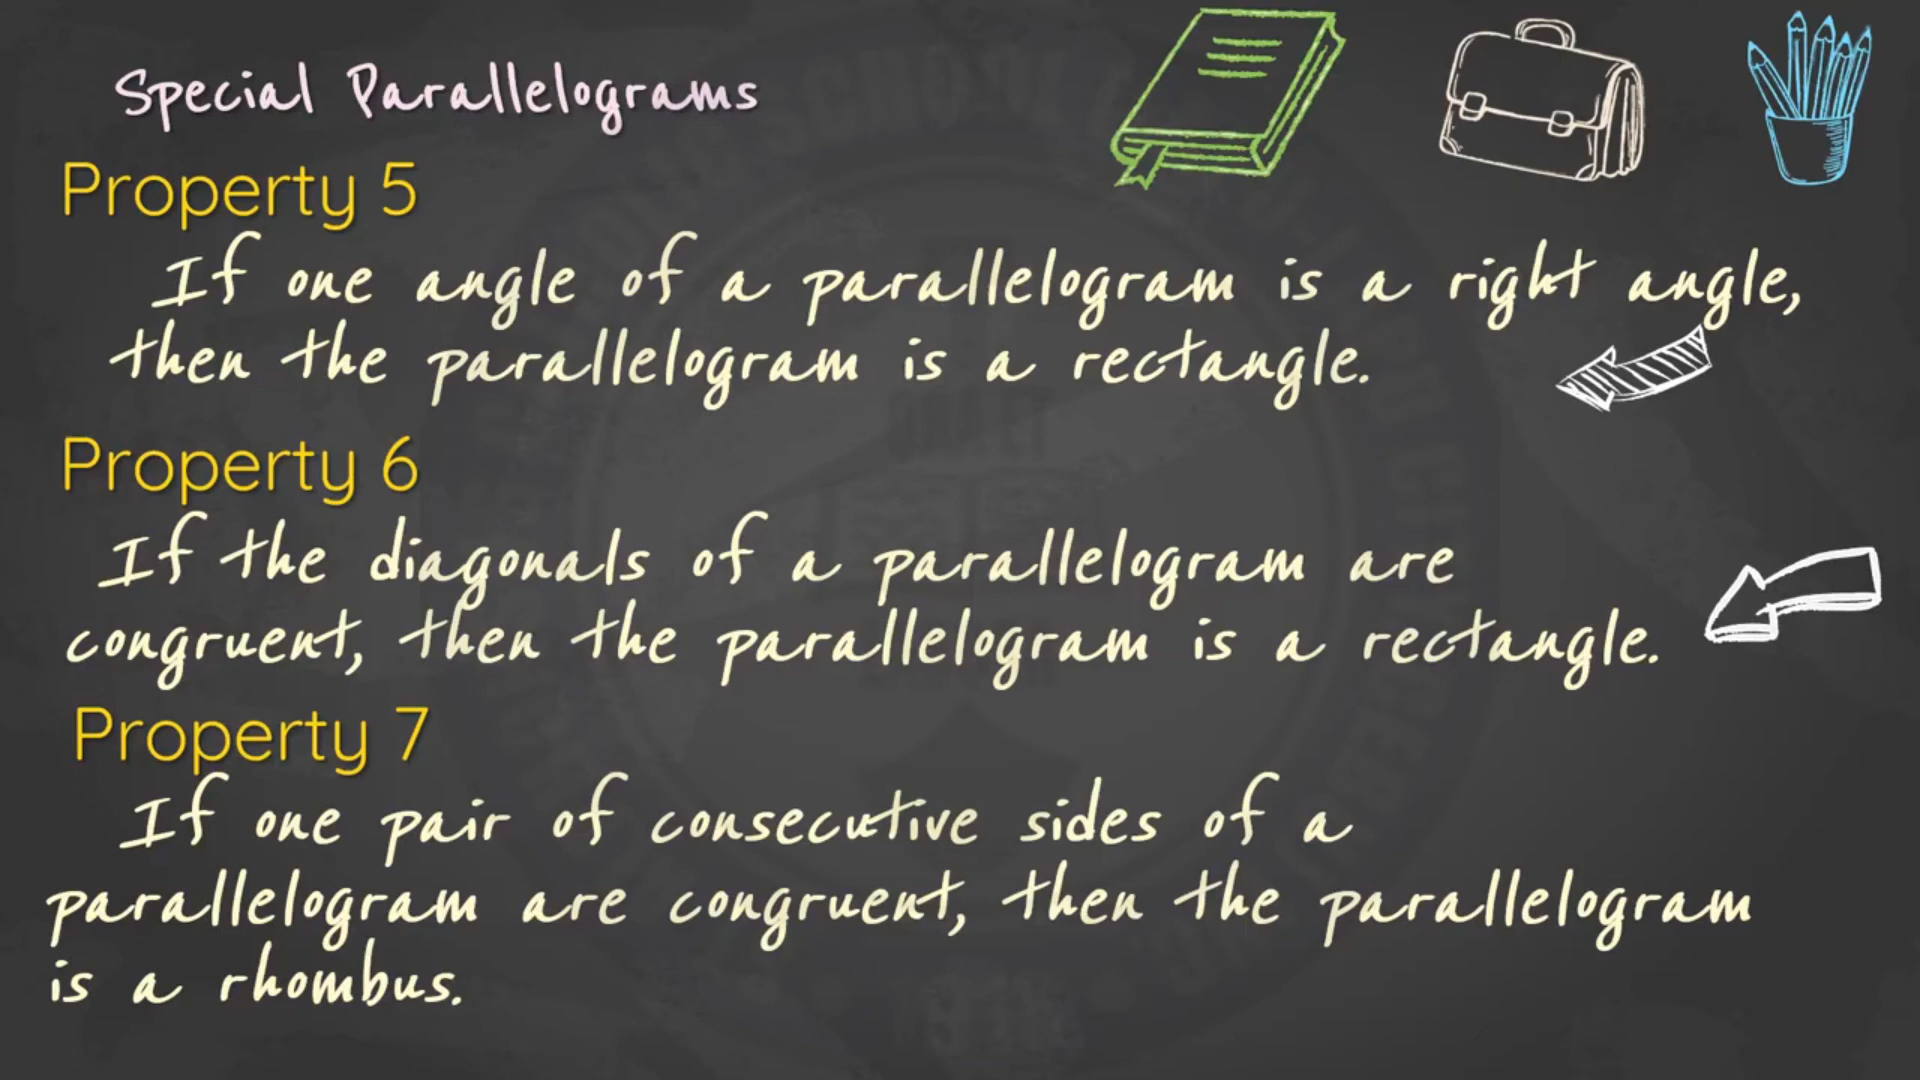 Special Parallelograms
Property 5
If one angle of a parallelogram is a right angle,
then the parallelogram is a rectangle.
Property 6
If the diagonals of a parallelogram are
congruent, then the parallelogram is a rectangle.
Property 7
If one pair of consecutive sides of a
parallelogram are congruent, then the parallelogram
is a rhombus.